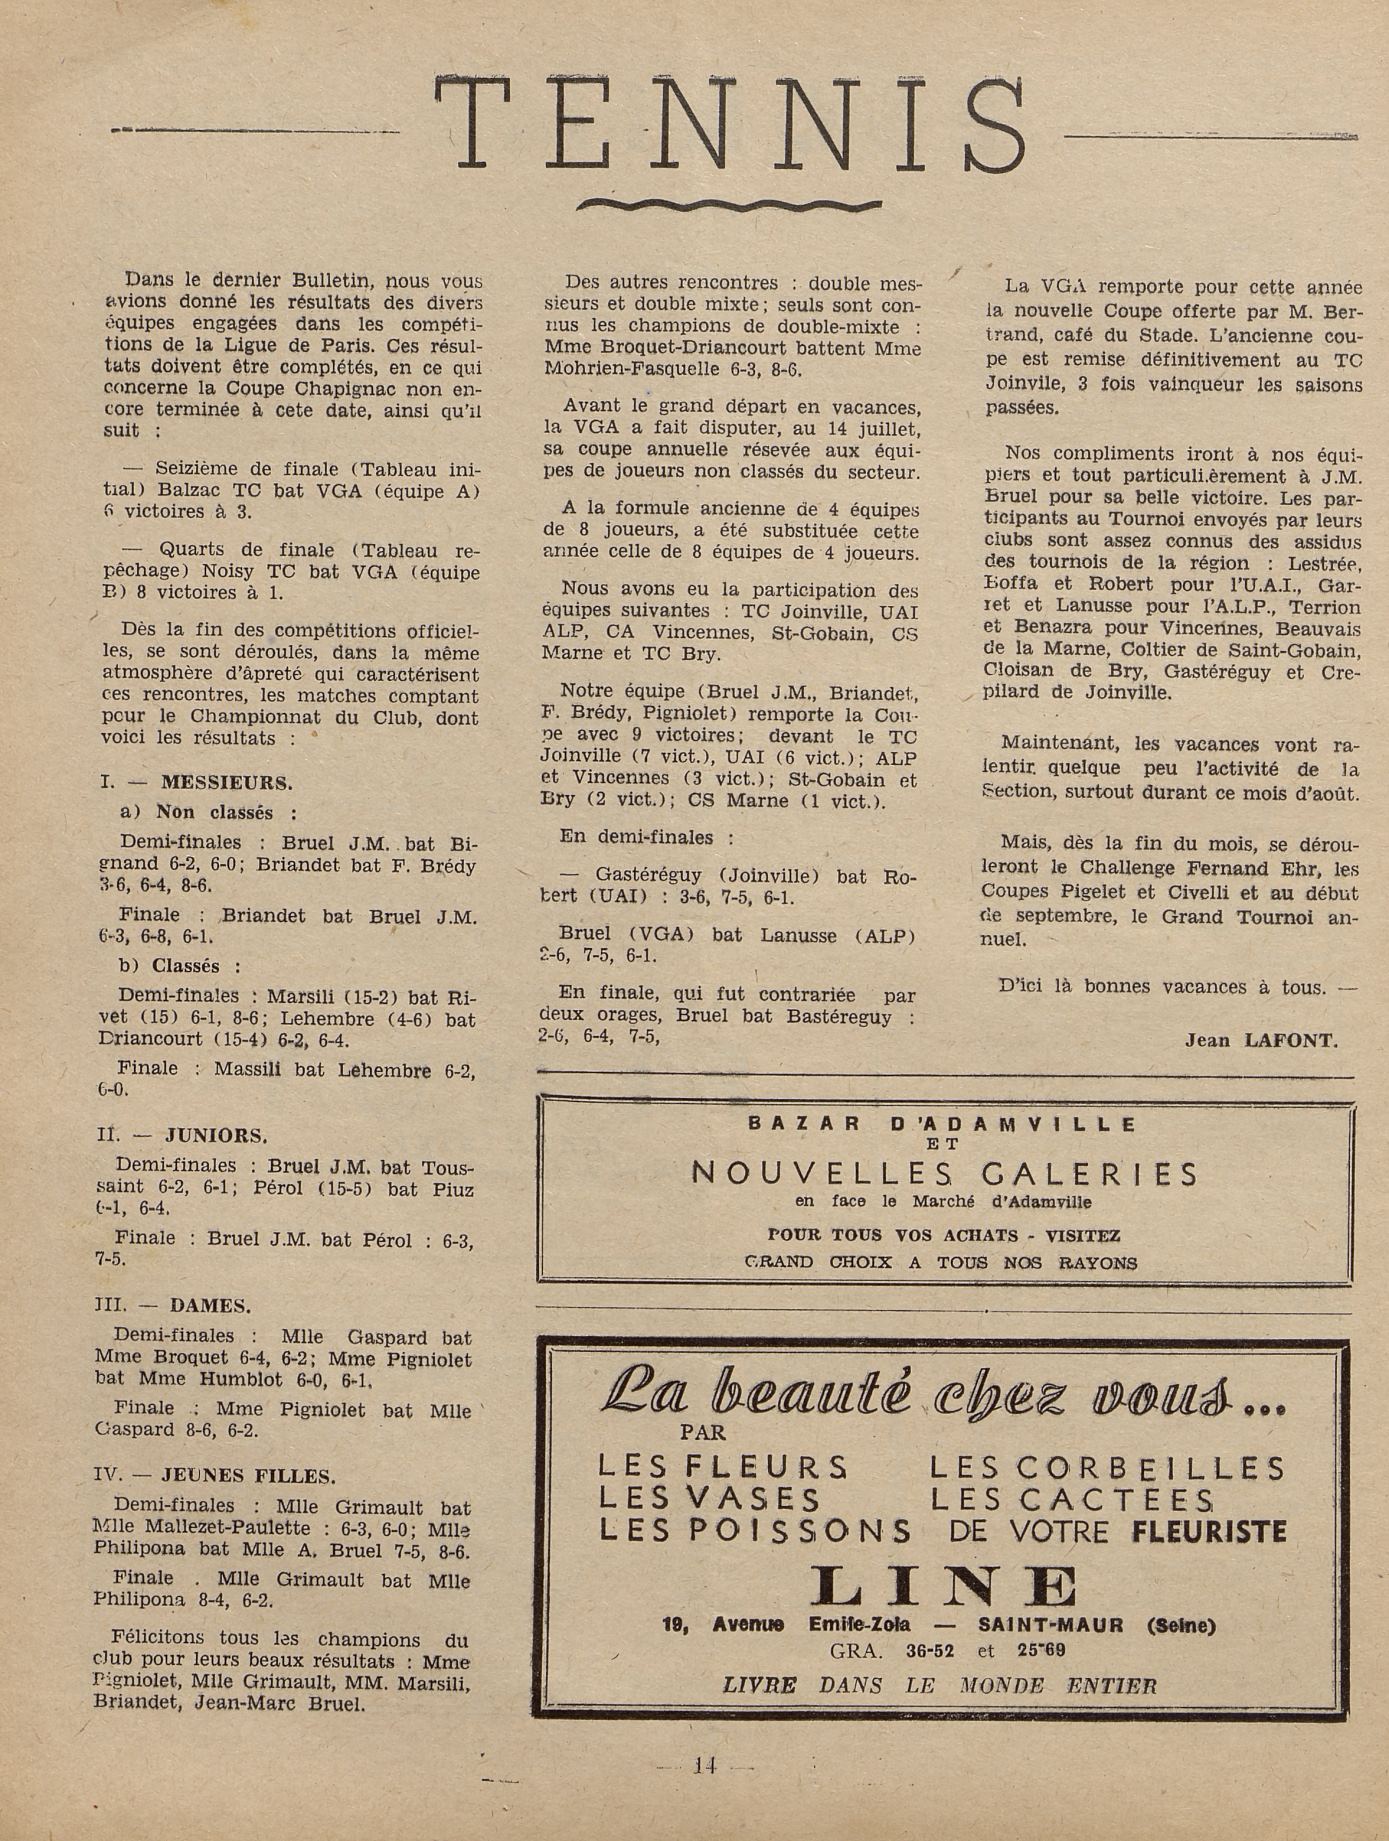 TENNIS
Dans le dernier Bulletin, nous vous
avions donné les résultats des divers
équipes engagées dans les compéti-
tions de la Ligue de Paris. Ces résul-
tats doivent être complétés, en ce qui
concerne la Coupe Chapignac non en-
core terminée à cete date, ainsi qu'il
suit :
— Seizième de finale (Tableau ini-
tial) Balzac TC bat VGA (équipe A)
6 victoires à 3.
— Quarts de finale (Tableau re-
pêchage) Noisy TC bat VGA (équipe
B) 8 victoires à 1.
Dès la fin des compétitions officiel-
les, se sont déroulés, dans la même
atmosphère d'âpreté qui caractérisent
ces rencontres, les matches comptant
pour le Championnat du Club, dont
voici les résultats :
I. — MESSIEURS.
a) Non classés :
Demi-finales : Bruel J.M. bat Bi-
gnand 6-2, 6-0; Briandet bat F. Brédy
3-6, 6-4, 8-6.
Finale : Briandet bat Bruel J.M.
6-3, 6-8, 6-1.
b) Classés :
Demi-finales : Marsili (15-2) bat Ri-
vet (15) 6-1, 8-6; Lehembre (4-6) bat
Driancourt (15-4) 6-2, 6-4.
Finale : Massili bat Lehembre 6-2,
6-0.
II. — JUNIORS.
Demi-finales : Bruel J.M. bat Tous-
saint 6-2, 6-1; Pérol (15-5) bat Piuz
6-1, 6-4.
Finale : Bruel J.M. bat Pérol : 6-3,
7-5.
III. — DAMES.
Demi-finales : Mlle Gaspard bat
Mme Broquet 6-4, 6-2; Mme Pigniolet
bat Mme Humblot 6-0, 6-1.
Finale : Mme Pigniolet bat Mlle
Gaspard 8-6, 6-2.
IV. — JEUNES FILLES.
Demi-finales : Mlle Grimault bat
Mlle Mallezet-Paulette : 6-3, 6-0; Mlle
Philipona bat Mlle A. Bruel 7-5, 8-6.
Finale . Mlle Grimault bat Mlle
Philipona 8-4, 6-2.
Félicitons tous les champions du
club pour leurs beaux résultats : Mme
Pigniolet, Mlle Grimault, MM. Marsili,
Briandet, Jean-Marc Bruel.
Des autres rencontres : double mes-
sieurs et double mixte; seuls sont con-
nus les champions de double-mixte :
Mme Broquet-Driancourt battent Mme
Mohrien-Fasquelle 6-3, 8-6.
Avant le grand départ en vacances,
la VGA a fait disputer, au 14 juillet,
sa coupe annuelle résevée aux équi-
pes de joueurs non classés du secteur.
A la formule ancienne de 4 équipes
de 8 joueurs, a été substituée cette
année celle de 8 équipes de 4 joueurs.
Nous avons eu la participation des
équipes suivantes : TC Joinville, UAI
ALP, CA Vincennes, St-Gobain, CS
Marne et TC Bry.
Notre équipe (Bruel J.M., Briandet,
F. Brédy, Pigniolet) remporte la Cou-
pe avec 9 victoires; devant le TC
Joinville (7 vict.), UAI (6 vict.); ALP
et Vincennes (3 vict.); St-Gobain et
Bry (2 vict.); CS Marne (1 vict.).
En demi-finales :
— Gastéréguy (Joinville) bat Ro-
bert (UAI) : 3-6, 7-5, 6-1.
Bruel (VGA) bat Lanusse (ALP)
2-6, 7-5, 6-1.
En finale, qui fut contrariée par
deux orages, Bruel bat Bastéreguy :
2-6, 6-4, 7-5,
La VGA remporte pour cette année
la nouvelle Coupe offerte par M. Ber-
trand, café du Stade. L'ancienne cou-
pe est remise définitivement au TC
Joinvile, 3 fois vainqueur les saisons
passées.
Nos compliments iront à nos équi-
piers et tout particuli.èrement à J.M.
Bruel pour sa belle victoire. Les par-
ticipants au Tournoi envoyés par leurs
clubs sont assez connus des assidus
des tournois de la région : Lestrée,
Boffa et Robert pour l'U.A.I., Gar-
ret et Lanusse pour l'A.L.P., Terrion
et Benazra pour Vincennes, Beauvais
de la Marne, Coltier de Saint-Gobain,
Cloisan de Bry, Gastéréguy et Cre-
pilard de Joinville.
Maintenant, les vacances vont ra-
lentir quelque peu l'activité de la
Section, surtout durant ce mois d'août.
Mais, dès la fin du mois, se dérou-
leront le Challenge Fernand Ehr, les
Coupes Pigelet et Civelli et au début
de septembre, le Grand Tournoi an-
nuel.
D'ici là bonnes vacances à tous. —
Jean LAFONT.
BAZAR D'ADAMVILLE
ET
NOUVELLES GALERIES
en face le Marché d'Adamville
POUR TOUS VOS ACHATS - VISITEZ
GRAND CHOIX A TOUS NOS RAYONS
La beauté chez vous...
PAR
LES FLEURS LES CORBEILLES
LES VASES LES CACTEES
LES POISSONS DE VOTRE FLEURISTE
LINE
19, Avenue Emile-Zola — SAINT-MAUR (Seine)
GRA. 36-52 et 25-69
LIVRE DANS LE MONDE ENTIER
— 14 —